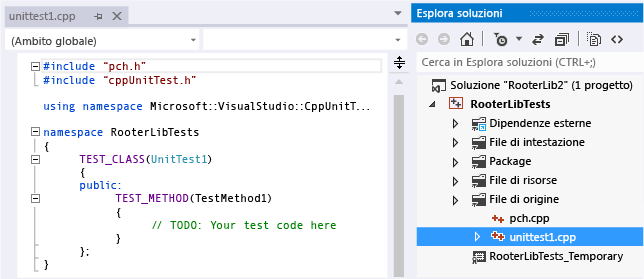 unittest1.cpp
(Ambito globale)
#include "pch.h"
#include "cppUnitTest.h"
using namespace Microsoft::VisualStudio::CppUnitT...
namespace RooterLibTests
{
TEST_CLASS(UnitTest1)
{
public:
TEST_METHOD(TestMethod1)
{
// TODO: Your test code here
}
};
}
Esplora soluzioni
Cerca in Esplora soluzioni (CTRL+;)
Soluzione "RooterLib2" (1 progetto)
RooterLibTests
Dipendenze esterne
File di intestazione
Package
File di risorse
File di origine
pch.cpp
unittest1.cpp
RooterLibTests_Temporary